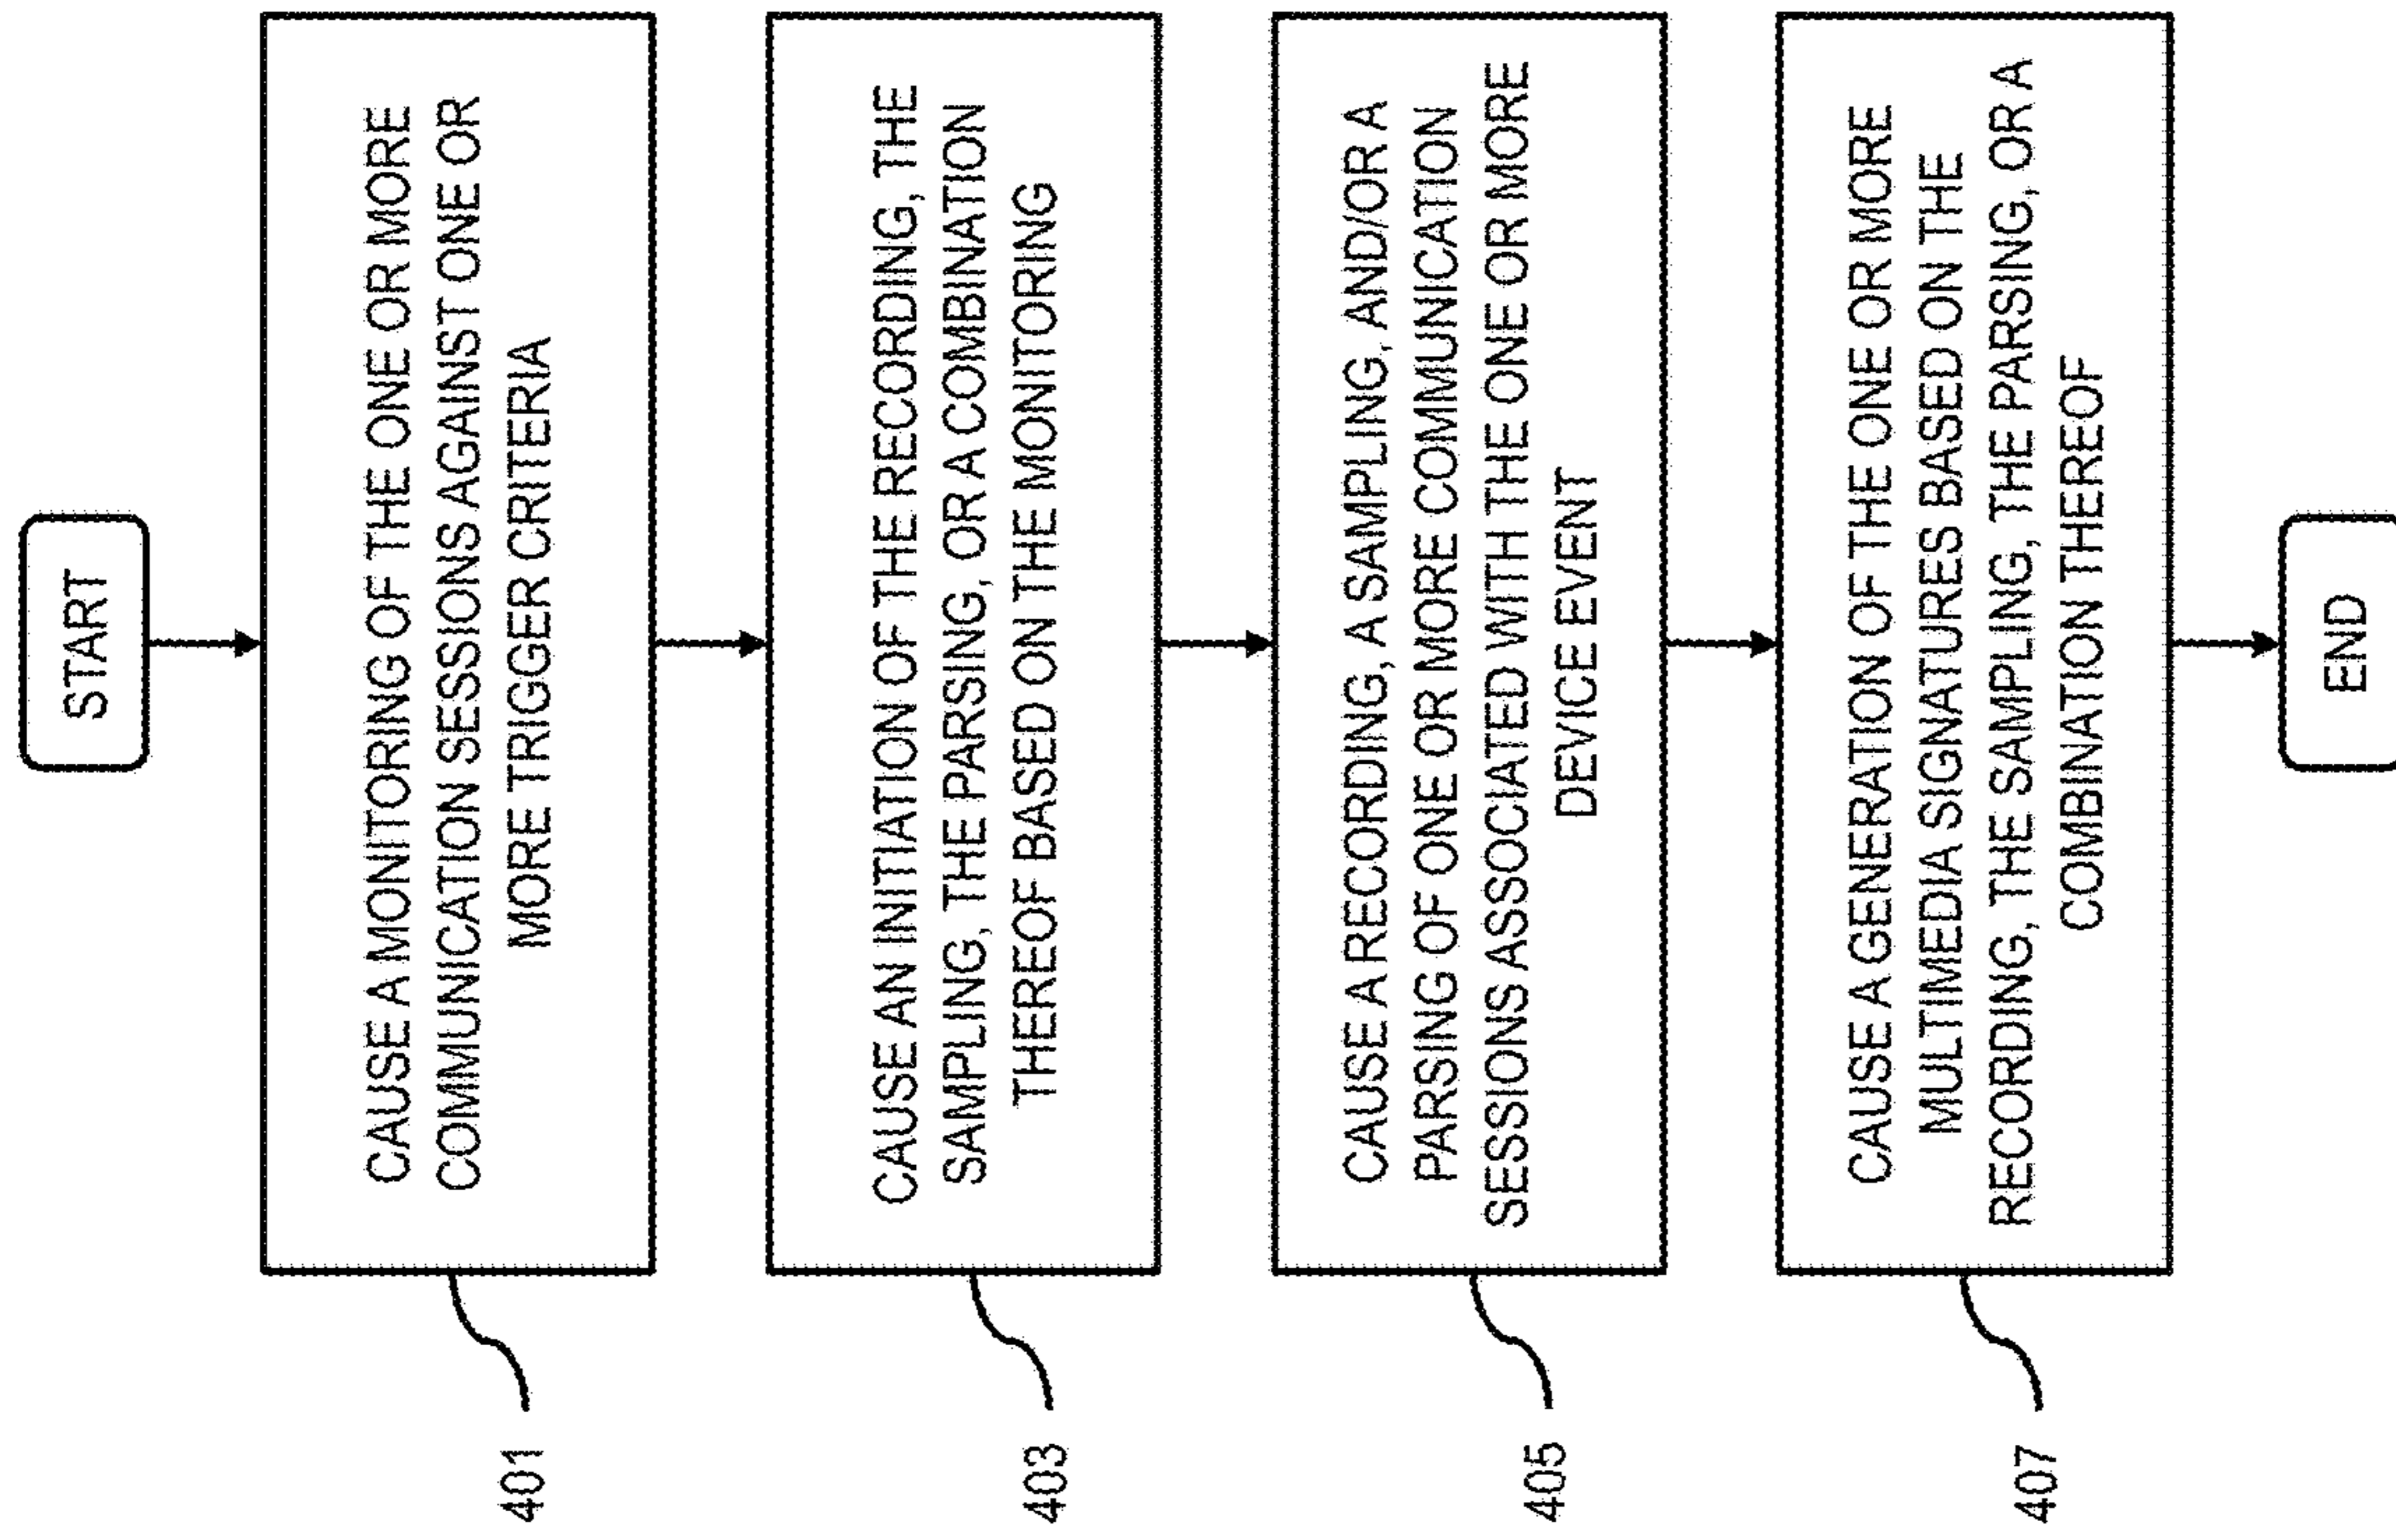 START
CAUSE A MONITORING OF THE ONE OR MORE
COMMUNICATION SESSIONS AGAINST ONE OR
MORE TRIGGER CRITERIA
401
CAUSE AN INITIATION OF THE RECORDING, THE
SAMPLING, THE PARSING, OR A COMBINATION
THEREOF BASED ON THE MONITORING
403
CAUSE A RECORDING, A SAMPLING, AND/OR A
PARSING OF ONE OR MORE COMMUNICATION
SESSIONS ASSOCIATED WITH THE ONE OR MORE
DEVICE EVENT
405
CAUSE A GENERATION OF THE ONE OR MORE
MULTIMEDIA SIGNATURES BASED ON THE
RECORDING, THE SAMPLING, THE PARSING, OR A
COMBINATION THEREOF
407
END